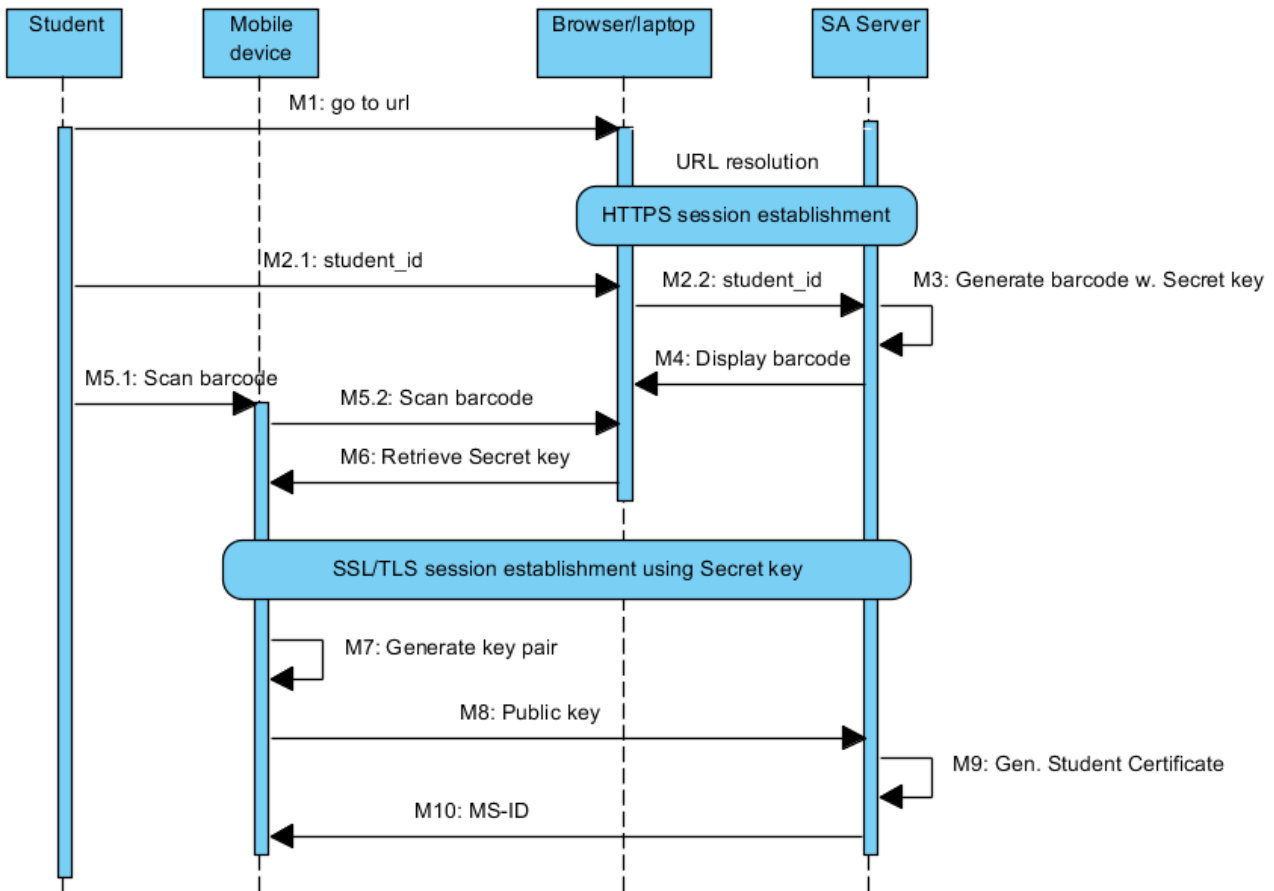 Student
Mobile
device
Browser/laptop
SA Server
M1: go to url
URL resolution
HTTPS session establishment
M2.1: student_id
M2.2: student_id
M3: Generate barcode w. Secret key
M4: Display barcode
M5.1: Scan barcode
M5.2: Scan barcode
M6: Retrieve Secret key
SSL/TLS session establishment using Secret key
M7: Generate key pair
M8: Public key
M9: Gen. Student Certificate
M10: MS-ID